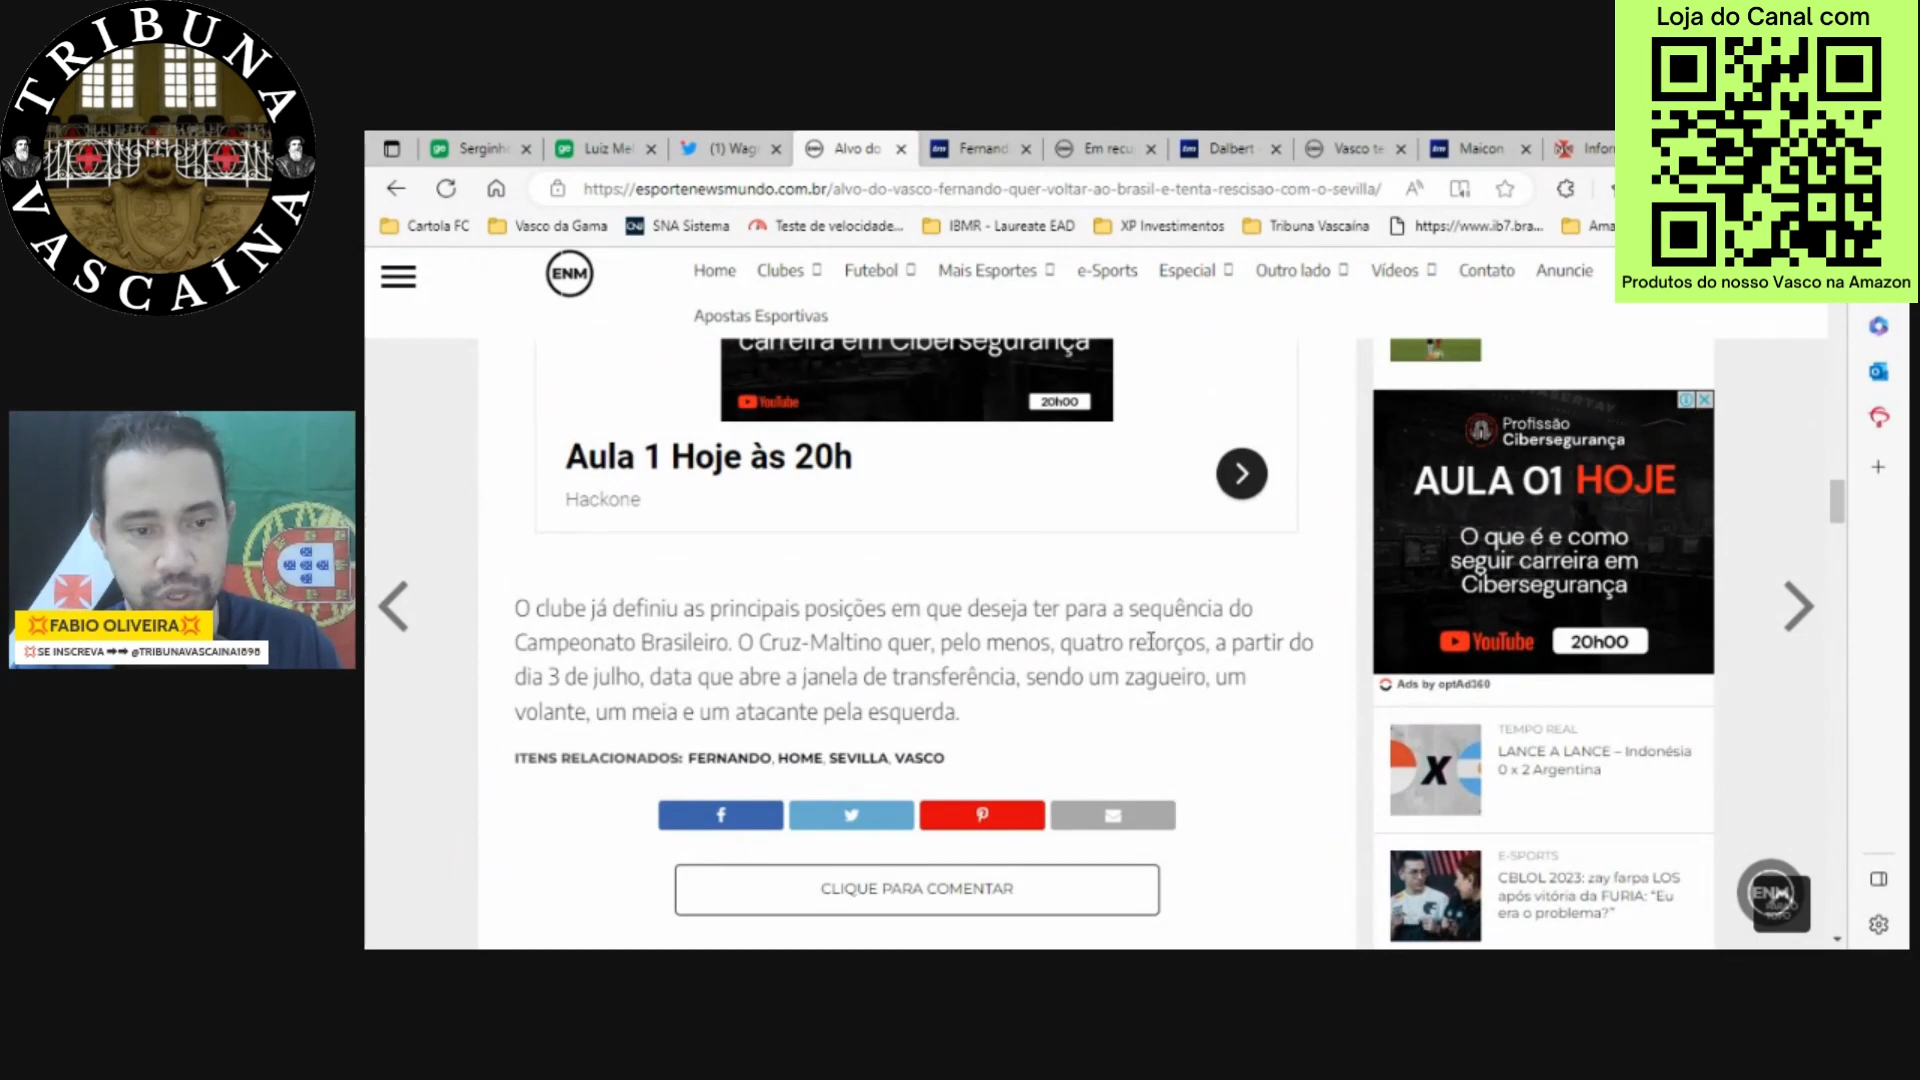 TRIBUNA VASCAÍNA
Loja do Canal com
Produtos do nosso Vasco na Amazon
Serginh
Luiz Mel
(1) Wag
Alvo do
Fernand
Em recu
Dalbert
Vasco te
Maicon
Infor
https://esportenewsmundo.com.br/alvo-do-vasco-fernando-quer-voltar-ao-brasil-e-tenta-rescisao-com-o-sevilla/
Cartola FC
Vasco da Gama
SNA Sistema
Teste de velocidade...
IBMR - Laureate EAD
XP Investimentos
Tribuna Vascaína
https://www.ib7.bra...
Ama
ENM
Home
Clubes
Futebol
Mais Esportes
e-Sports
Especial
Outro lado
Vídeos
Contato
Anuncie
Apostas Esportivas
carreira em Cibersegurança
YouTube
20h00
Aula 1 Hoje às 20h
Hackone
O clube já definiu as principais posições em que deseja ter para a sequência do
Campeonato Brasileiro. O Cruz-Maltino quer, pelo menos, quatro reforços, a partir do
dia 3 de julho, data que abre a janela de transferência, sendo um zagueiro, um
volante, um meia e um atacante pela esquerda.
ITENS RELACIONADOS: FERNANDO, HOME, SEVILLA, VASCO
CLIQUE PARA COMENTAR
Profissão
Cibersegurança
AULA 01 HOJE
O que é e como
seguir carreira em
Cibersegurança
YouTube
20h00
Ads by optAd360
TEMPO REAL
LANCE A LANCE – Indonésia
0 x 2 Argentina
E-SPORTS
CBLOL 2023: zay farpa LOS
após vitória da FURIA: “Eu
era o problema?”
ENM
FABIO OLIVEIRA
SE INSCREVA @TRIBUNAVASCAINA1898